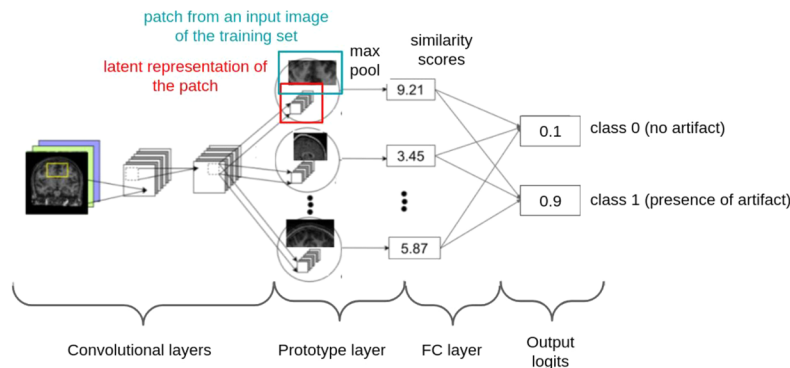 patch from an input image
of the training set
latent representation of
the patch
max
pool
similarity
scores
9.21
3.45
5.87
0.1
class 0 (no artifact)
0.9
class 1 (presence of artifact)
Convolutional layers
Prototype layer
FC layer
Output
logits